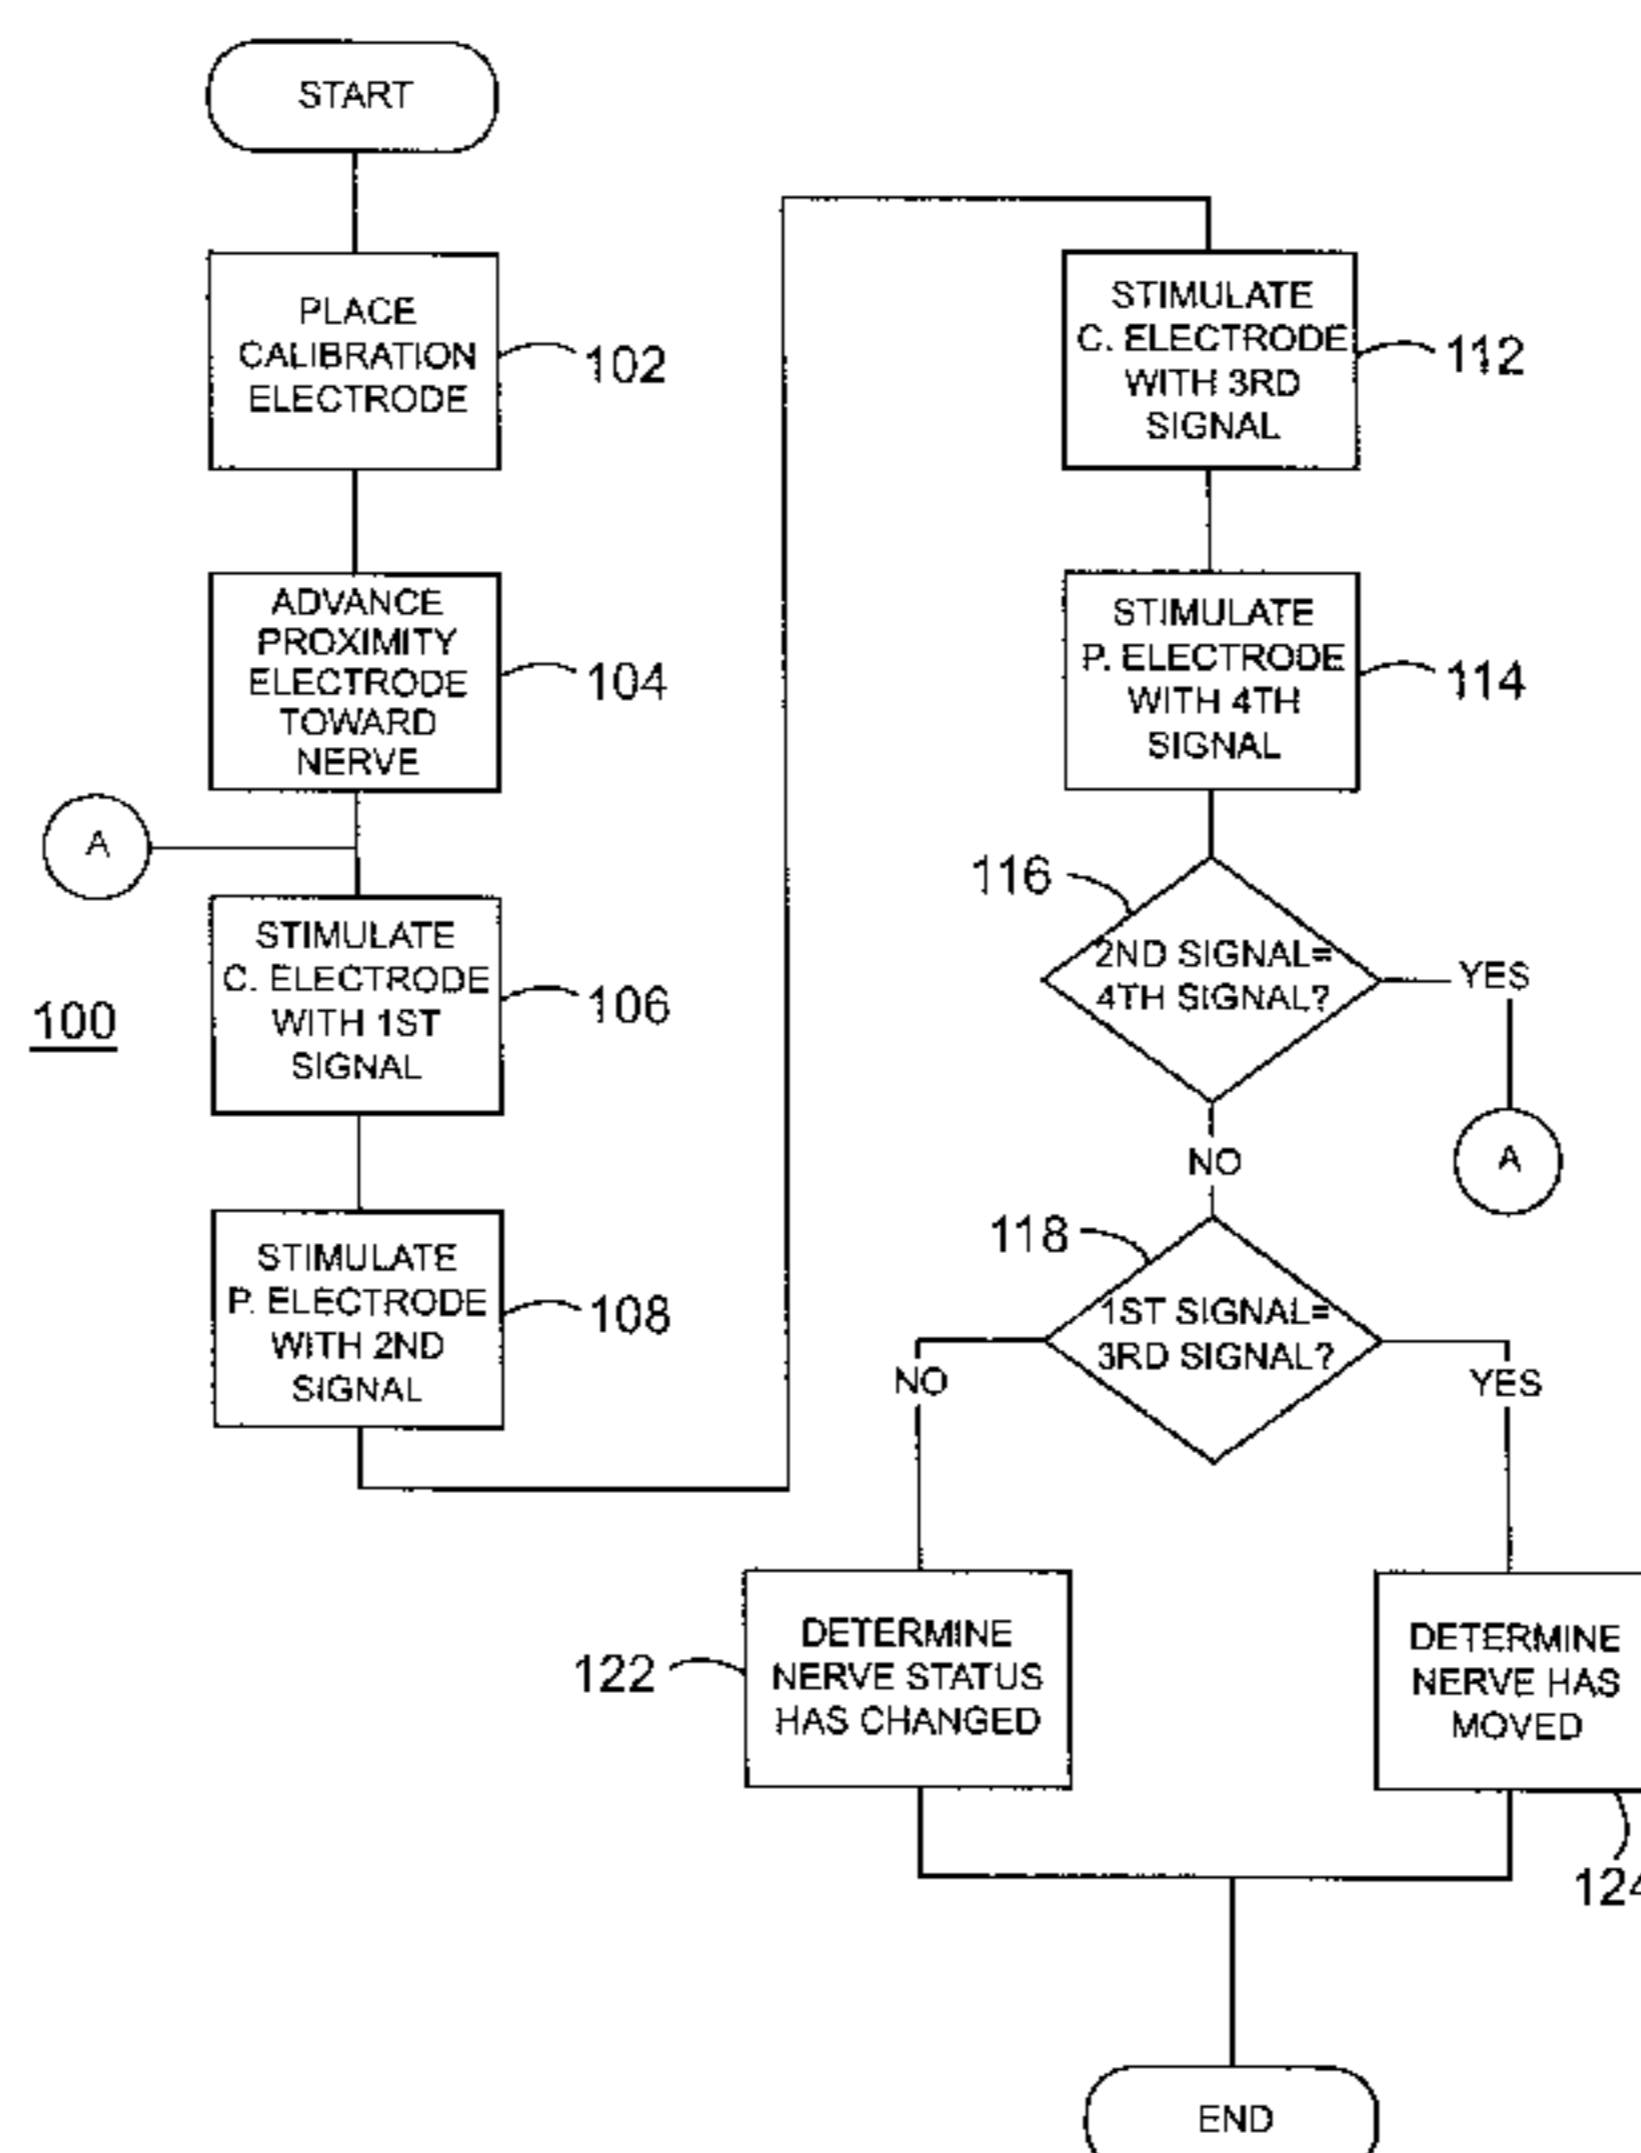 START
PLACE
CALIBRATION
ELECTRODE
102
ADVANCE
PROXIMITY
ELECTRODE
TOWARD
NERVE
104
A
STIMULATE
C. ELECTRODE
WITH 1ST
SIGNAL
106
100
STIMULATE
P. ELECTRODE
WITH 2ND
SIGNAL
108
STIMULATE
C. ELECTRODE
WITH 3RD
SIGNAL
112
STIMULATE
P. ELECTRODE
WITH 4TH
SIGNAL
114
116
2ND SIGNAL=
4TH SIGNAL?
YES
A
NO
118
1ST SIGNAL=
3RD SIGNAL?
NO
YES
DETERMINE
NERVE STATUS
HAS CHANGED
122
DETERMINE
NERVE HAS
MOVED
124
END